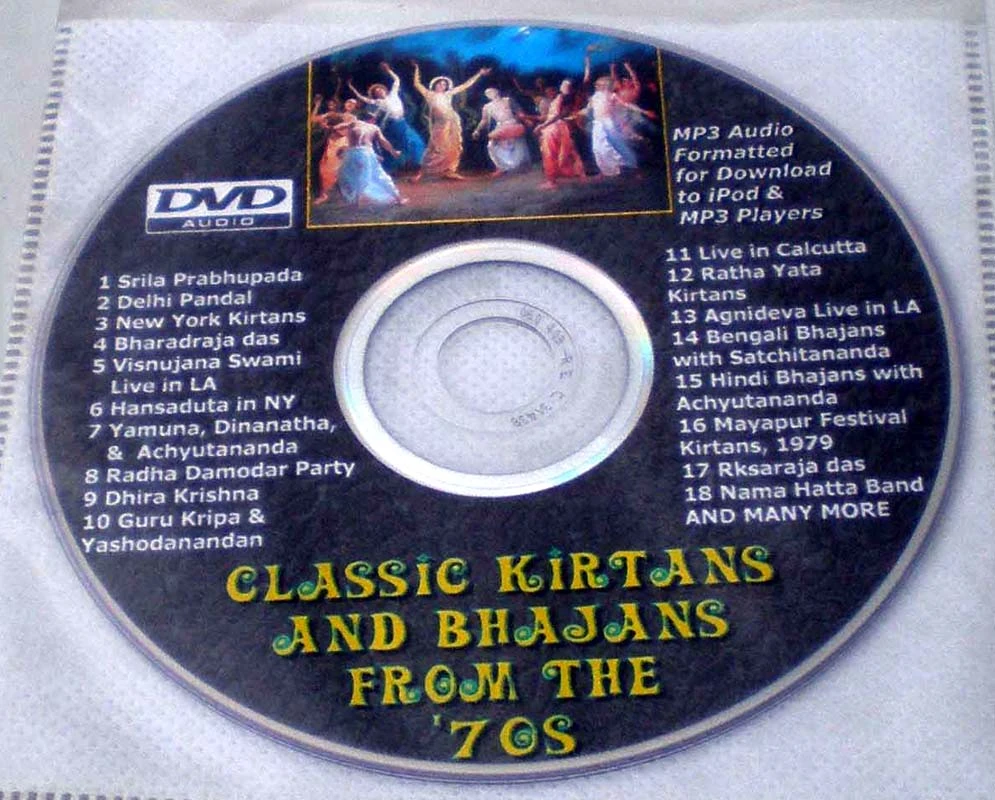 DVD
AUDIO
MP3 Audio
Formatted
for Download
to iPod &
MP3 Players
1 Srila Prabhupada
2 Delhi Pandal
3 New York Kirtans
4 Bharadraja das
5 Visnujana Swami
Live in LA
6 Hansaduta in NY
7 Yamuna, Dinanatha,
& Achyutananda
8 Radha Damodar Party
9 Dhira Krishna
10 Guru Kripa &
Yashodanandan
11 Live in Calcutta
12 Ratha Yata
Kirtans
13 Agnideva Live in LA
14 Bengali Bhajans
with Satchitananda
15 Hindi Bhajans with
Achyutananda
16 Mayapur Festival
Kirtans, 1979
17 Rksaraja das
18 Nama Hatta Band
AND MANY MORE
CLASSiC KiRTANS
AND BHAJANS
FROM THE
'70S